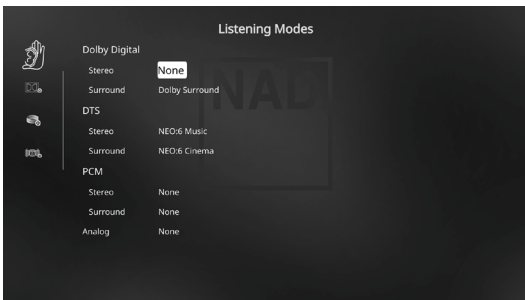 Listening Modes
Dolby Digital
Stereo None
Surround Dolby Surround
NAD
DTS
Stereo NEO:6 Music
Surround NEO:6 Cinema
PCM
Stereo None
Surround None
Analog None